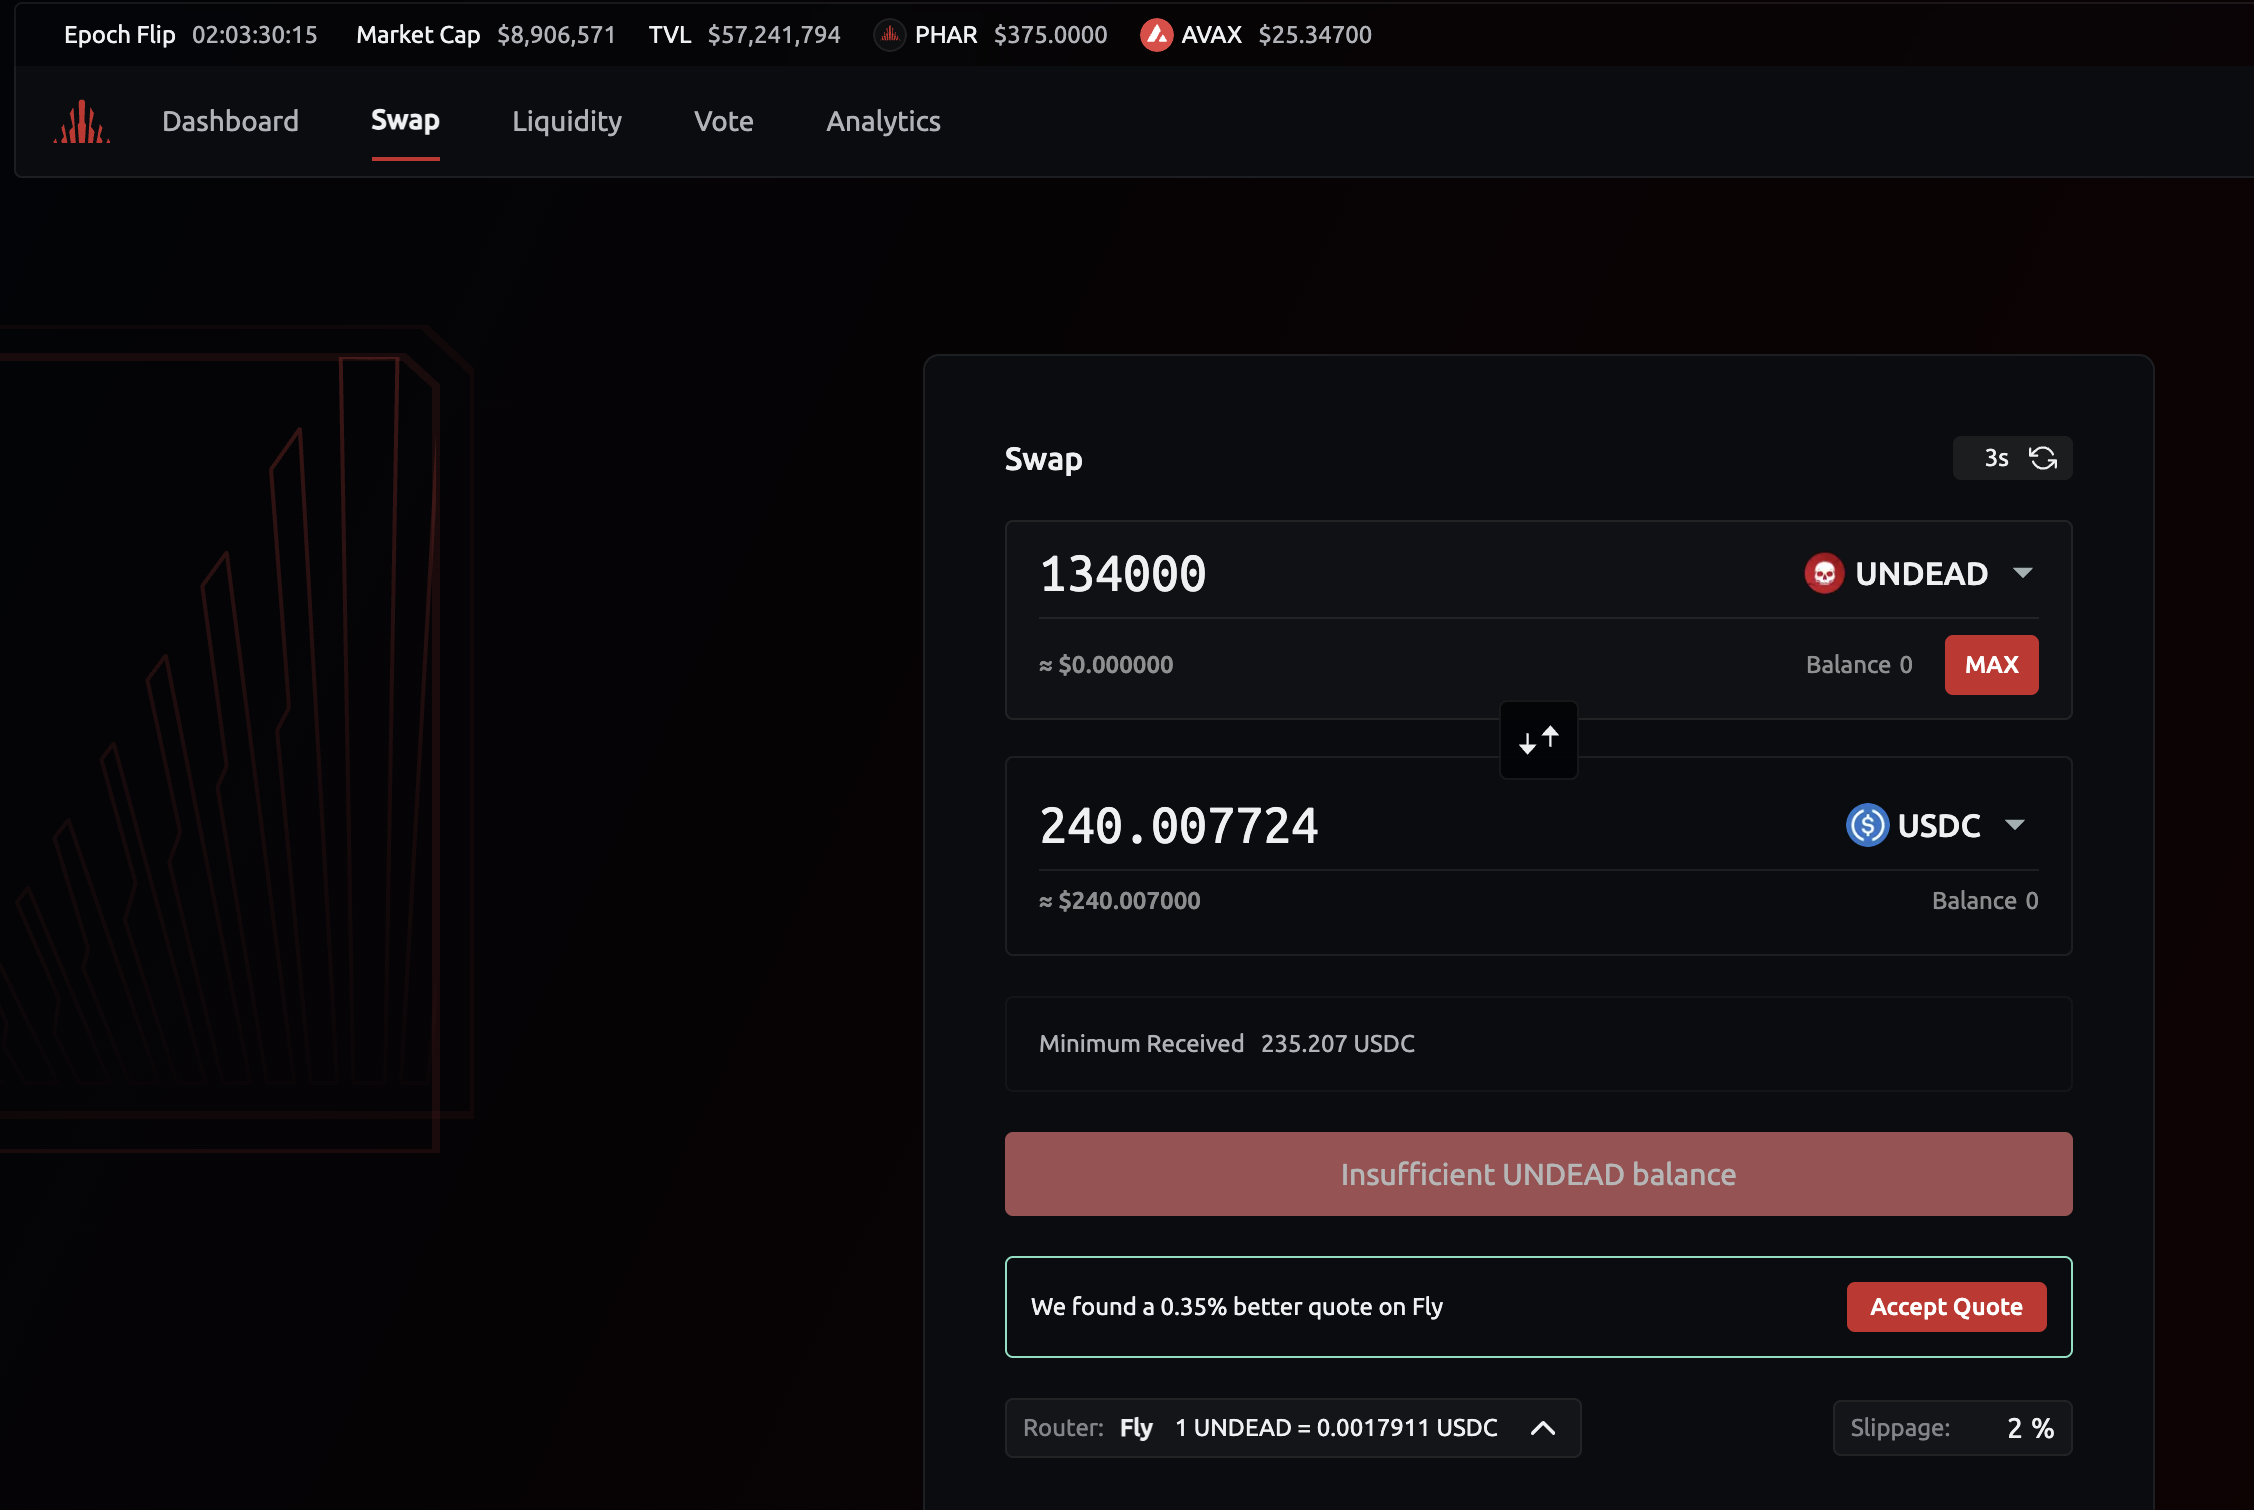 Epoch Flip 02:03:30:15 Market Cap $8,906,571 TVL $57,241,794 PHAR $375.0000 AVAX $25.34700
Dashboard Swap Liquidity Vote Analytics
Swap 3s
134000 UNDEAD
≈ $0.000000 Balance 0 MAX
240.007724 USDC
≈ $240.007000 Balance 0
Minimum Received 235.207 USDC
Insufficient UNDEAD balance
We found a 0.35% better quote on Fly Accept Quote
Router: Fly 1 UNDEAD = 0.0017911 USDC Slippage: 2 %